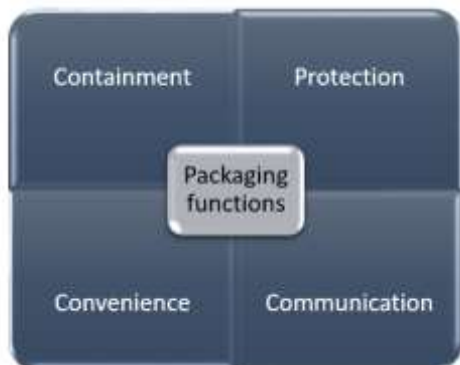 Containment
Protection
Packaging
functions
Convenience
Communication